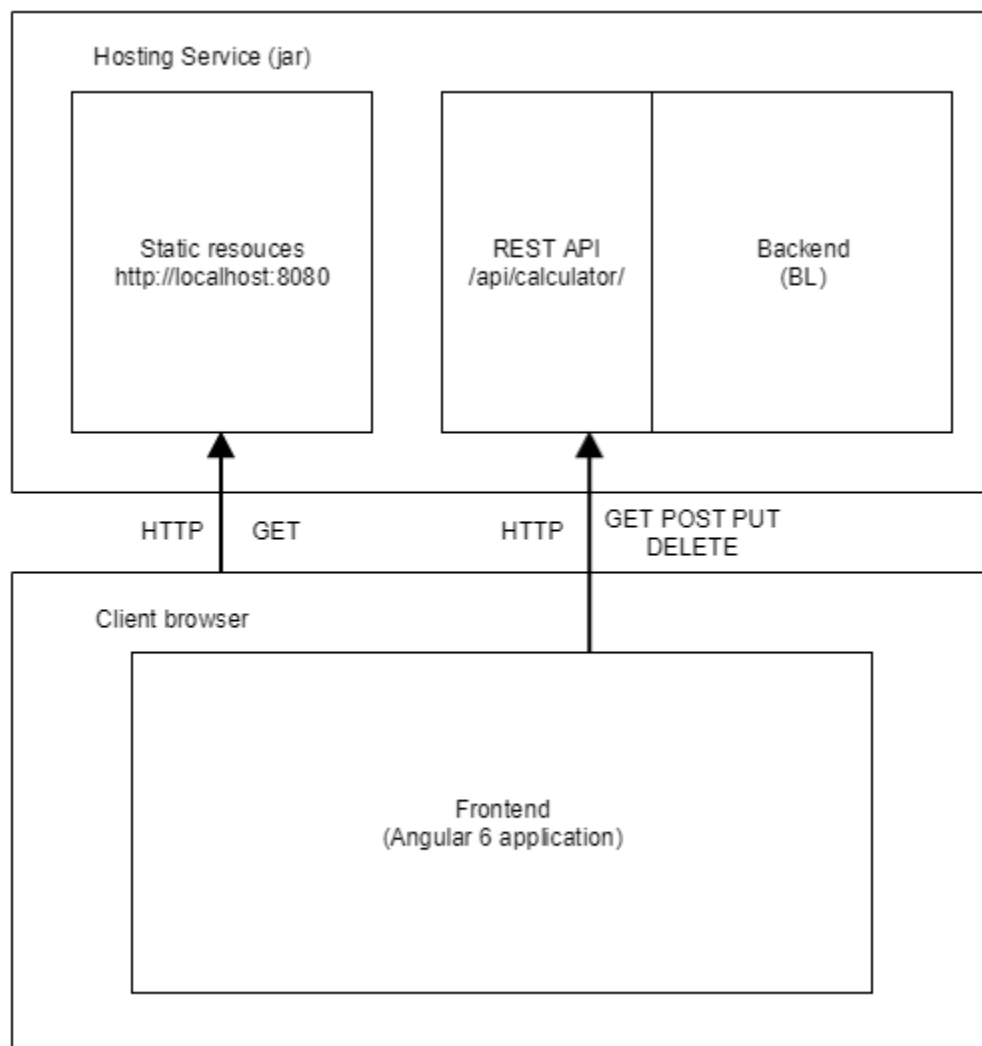 Hosting Service (jar)
Static resouces
http://localhost:8080
REST API
/api/calculator/
Backend
(BL)
HTTP
GET
HTTP
GET POST PUT
DELETE
Client browser
Frontend
(Angular 6 application)